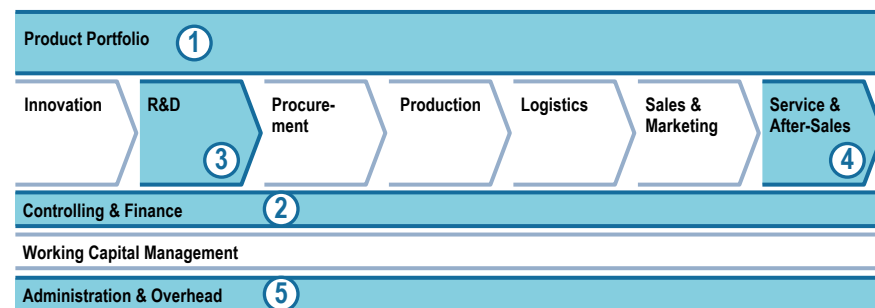 Product Portfolio 1
Innovation
R&D
3
Procure-
ment
Production
Logistics
Sales &
Marketing
Service &
After-Sales
4
Controlling & Finance 2
Working Capital Management
Administration & Overhead 5